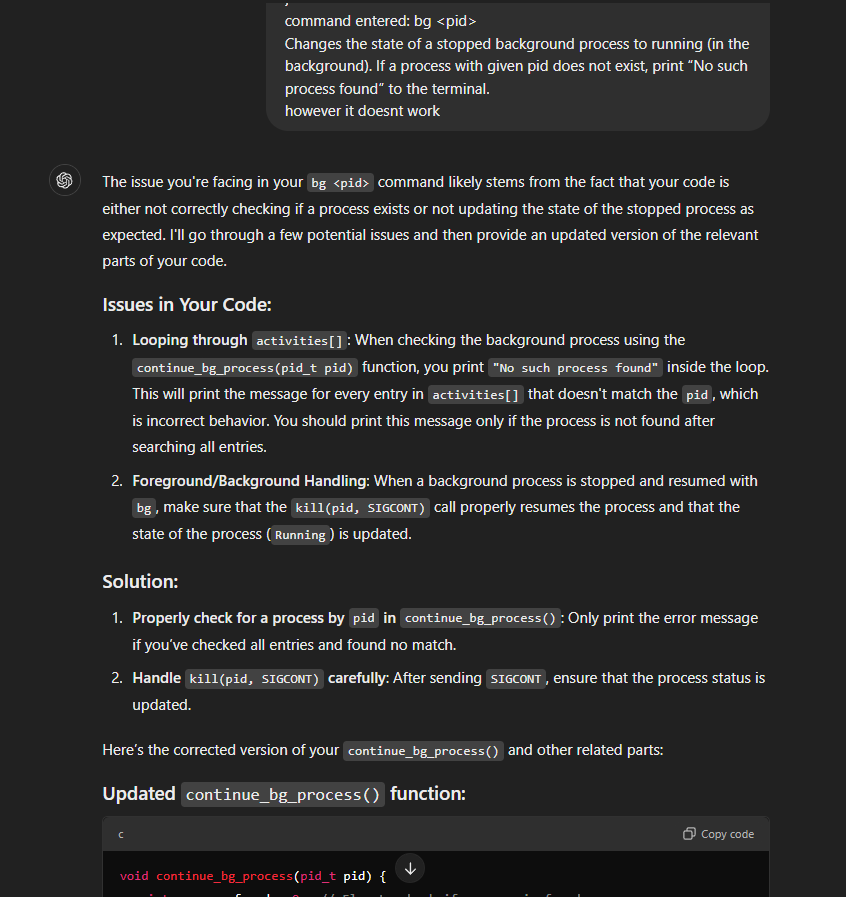 command entered: bg <pid>
Changes the state of a stopped background process to running (in the
background). If a process with given pid does not exist, print “No such
process found” to the terminal.
however it doesnt work
The issue you're facing in your bg <pid> command likely stems from the fact that your code is
either not correctly checking if a process exists or not updating the state of the stopped process as
expected. I'll go through a few potential issues and then provide an updated version of the relevant
parts of your code.
Issues in Your Code:
1. Looping through activities[]: When checking the background process using the
continue_bg_process(pid_t pid) function, you print "No such process found" inside the loop.
This will print the message for every entry in activities[] that doesn't match the pid, which
is incorrect behavior. You should print this message only if the process is not found after
searching all entries.
2. Foreground/Background Handling: When a background process is stopped and resumed with
bg, make sure that the kill(pid, SIGCONT) call properly resumes the process and that the
state of the process (Running) is updated.
Solution:
1. Properly check for a process by pid in continue_bg_process(): Only print the error message
if you’ve checked all entries and found no match.
2. Handle kill(pid, SIGCONT) carefully: After sending SIGCONT, ensure that the process status is
updated.
Here’s the corrected version of your continue_bg_process() and other related parts:
Updated continue_bg_process() function:
c
Copy code
void continue_bg_process(pid_t pid) {